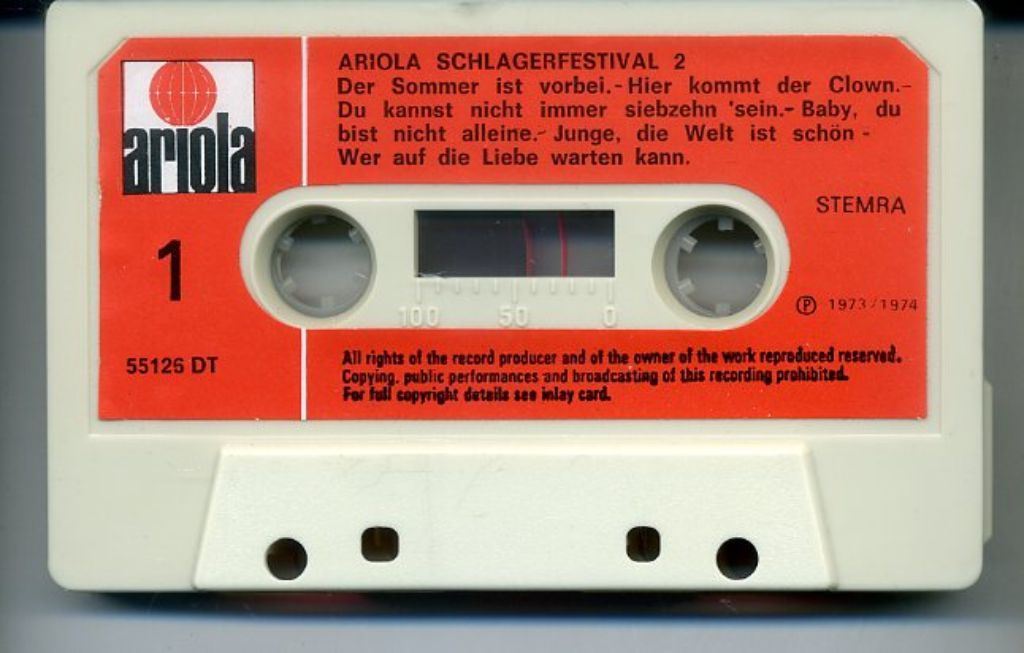 ariola
ARIOLA SCHLAGERFESTIVAL 2
Der Sommer ist vorbei.-Hier kommt der Clown.-
Du kannst nicht immer siebzehn 'sein.- Baby, du
bist nicht alleine.- Junge, die Welt ist schön -
Wer auf die Liebe warten kann.
STEMRA
1
℗ 1973/1974
100 50 0
55126 DT
All rights of the record producer and of the owner of the work reproduced reserved.
Copying. public performances and broadcasting of this recording prohibited.
For full copyright details see inlay card.